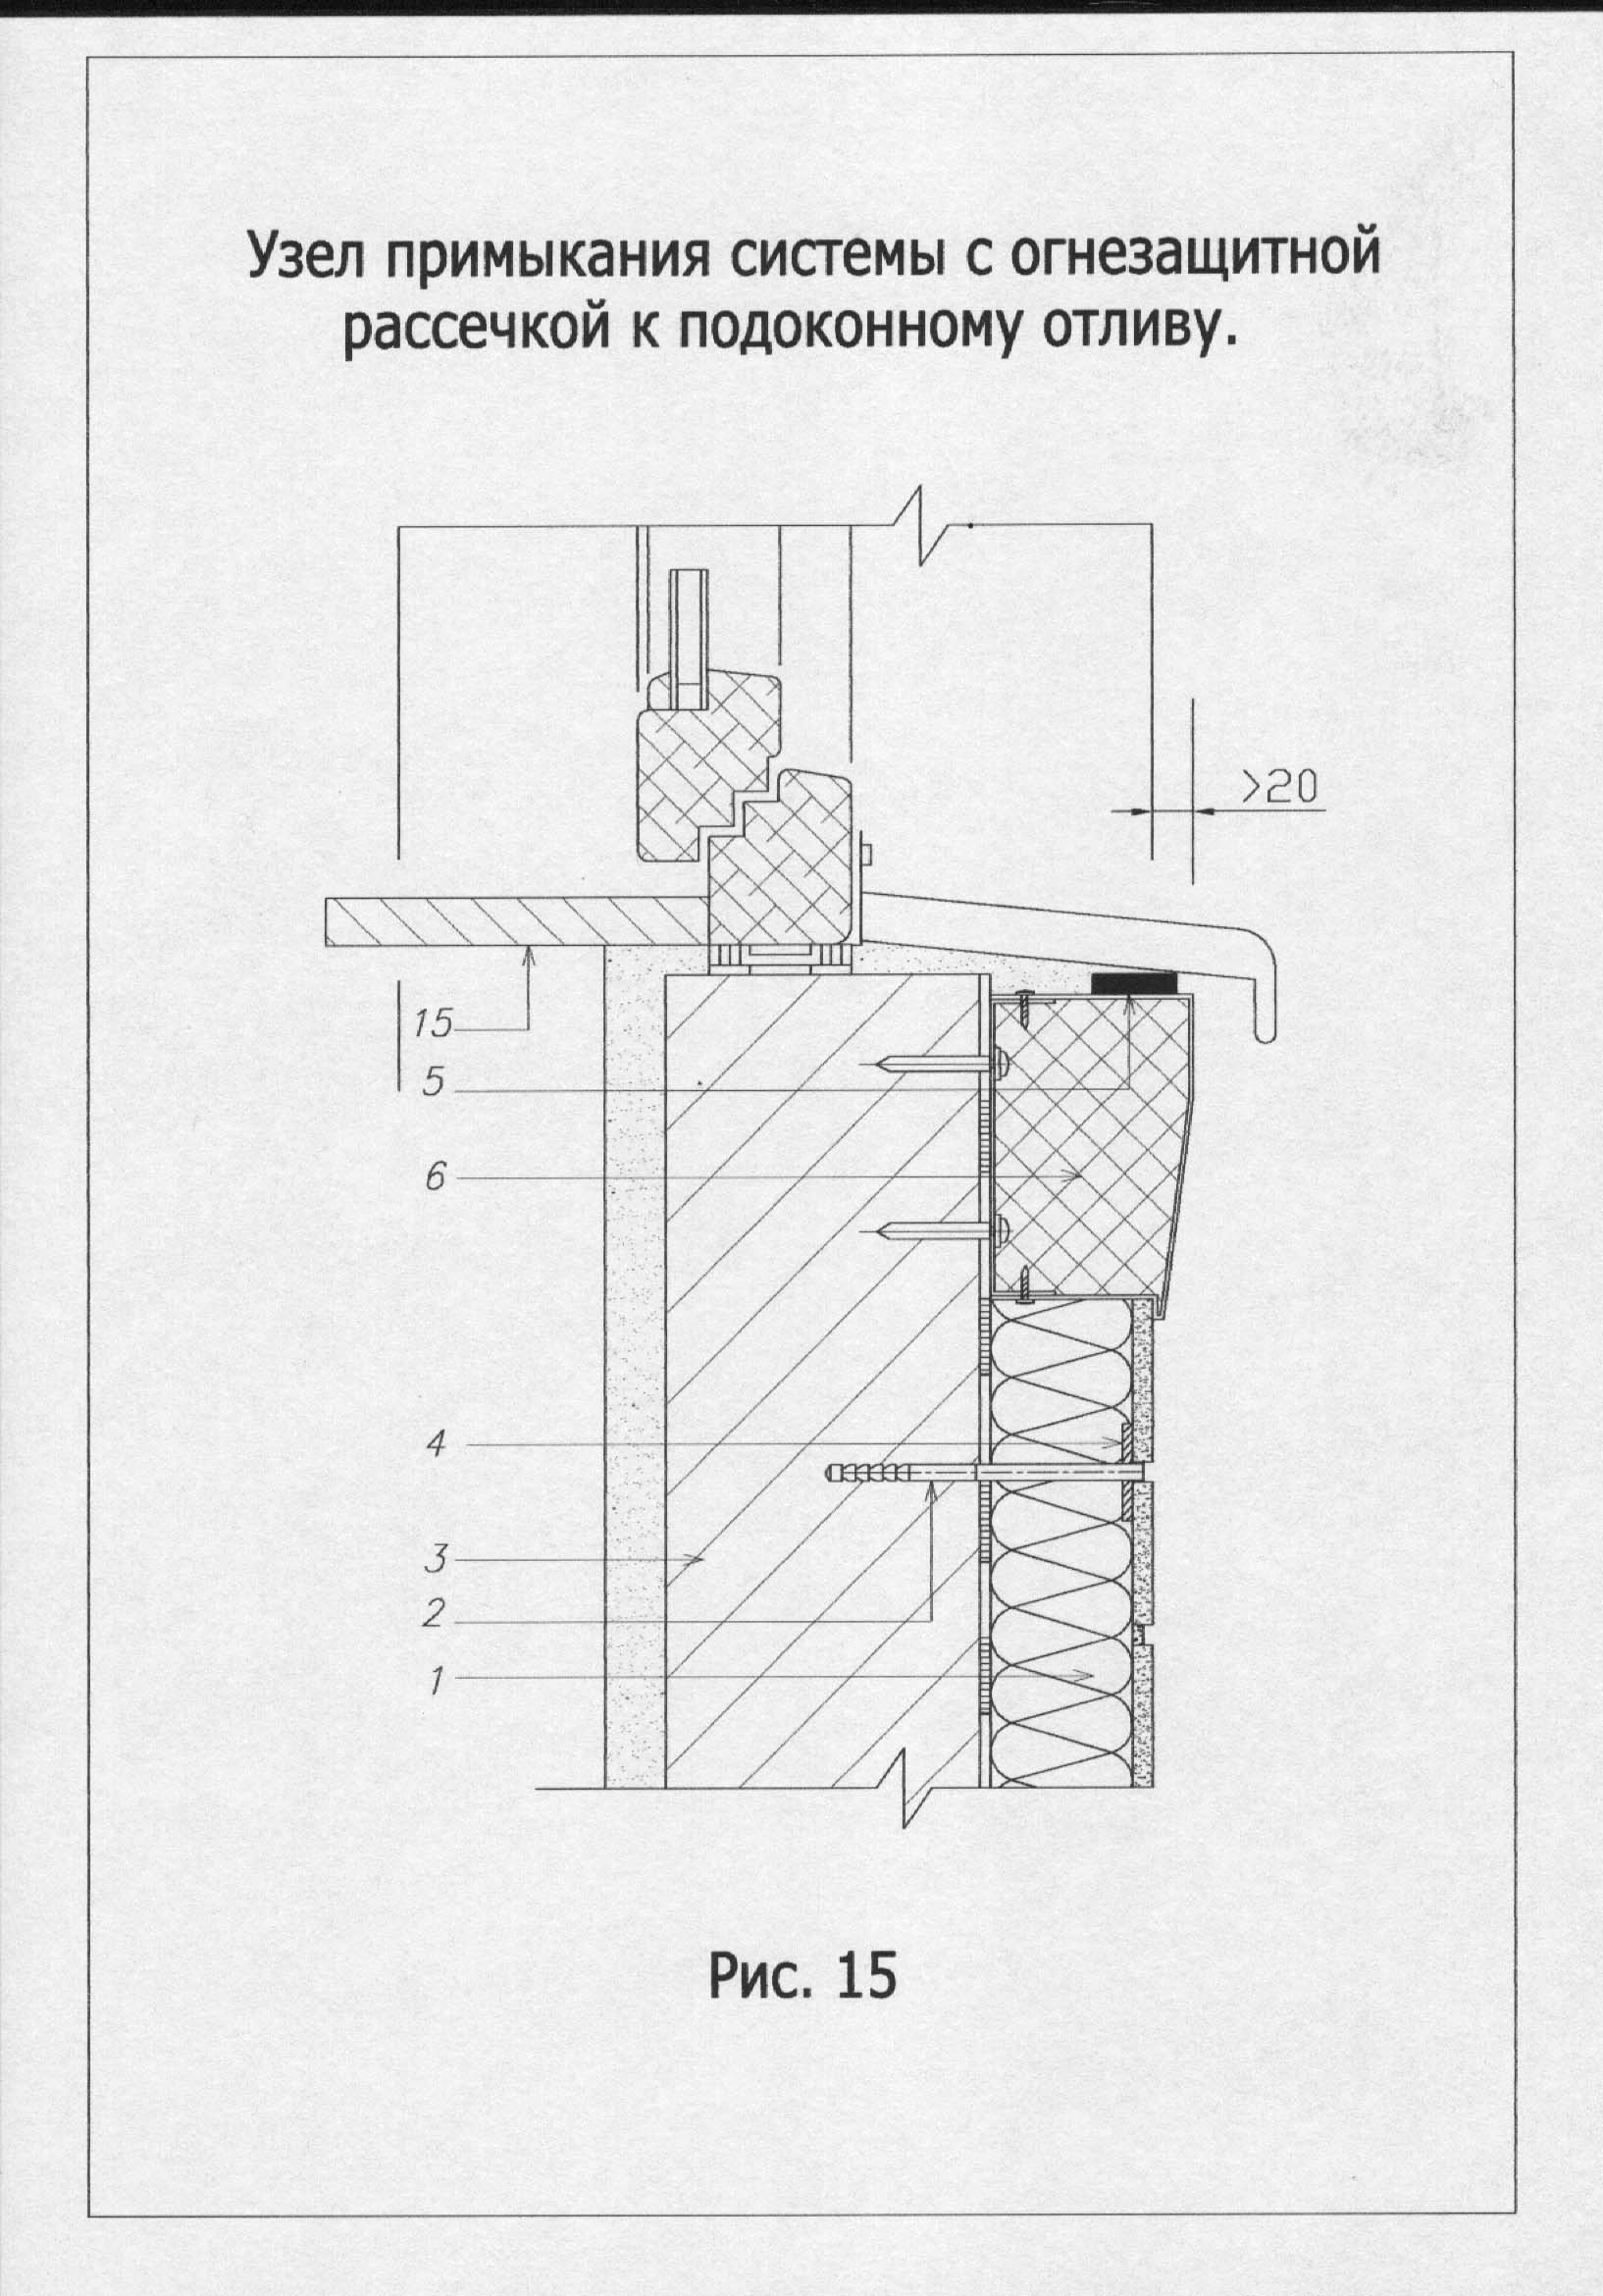 Узел примыкания системы с огнезащитной
рассечкой к подоконному отливу.
>20
15
5
6
4
3
2
1
Рис. 15